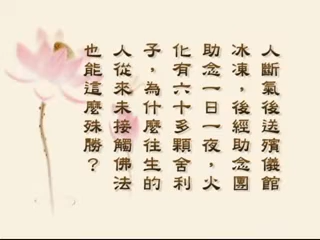 人斷氣後送殯儀館
冰凍，後經助念團
助念一日一夜，火
化有六十多顆舍利
子，為什麼往生的
人從來未接觸佛法
也能這麼殊勝？